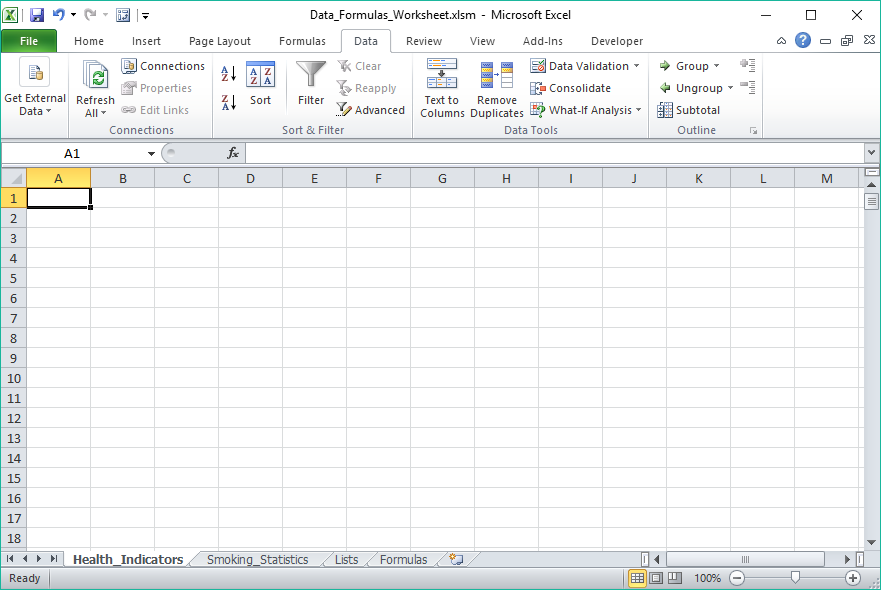 Data_Formulas_Worksheet.xlsm - Microsoft Excel
File Home Insert Page Layout Formulas Data Review View Add-Ins Developer
Get External Data
Refresh All
Connections
Properties
Edit Links
Connections
Sort
Filter
Clear
Reapply
Advanced
Sort & Filter
Text to Columns
Remove Duplicates
Data Validation
Consolidate
What-If Analysis
Data Tools
Group
Ungroup
Subtotal
Outline
A1 fx
A B C D E F G H I J K L M
1
2
3
4
5
6
7
8
9
10
11
12
13
14
15
16
17
18
Health_Indicators Smoking_Statistics Lists Formulas
Ready 100%